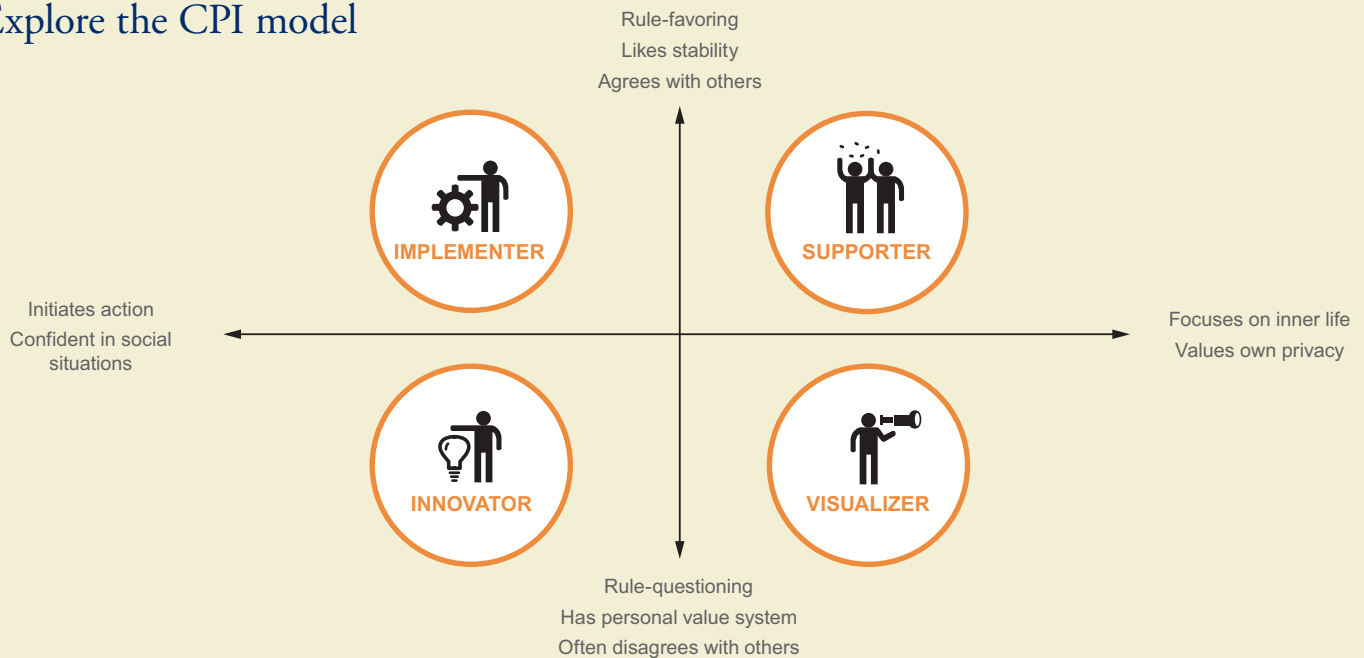 Explore the CPI model
Rule-favoring
Likes stability
Agrees with others
IMPLEMENTER
SUPPORTER
Initiates action
Confident in social
situations
Focuses on inner life
Values own privacy
INNOVATOR
VISUALIZER
Rule-questioning
Has personal value system
Often disagrees with others